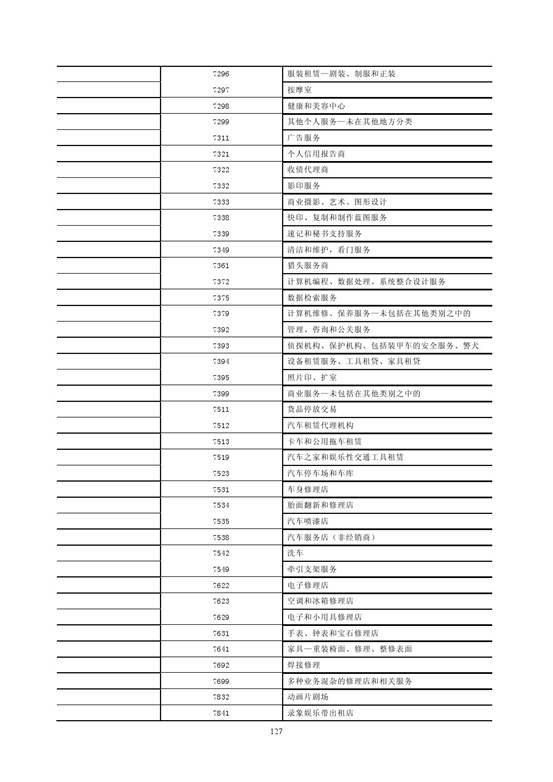 7296 服装租赁—剧装、制服和正装
7297 按摩室
7298 健康和美容中心
7299 其他个人服务—未在其他地方分类
7311 广告服务
7321 个人信用报告商
7322 收债代理商
7332 影印服务
7333 商业摄影、艺术、图形设计
7338 快印、复制和制作蓝图服务
7339 速记和秘书支持服务
7349 清洁和维护，看门服务
7361 猎头服务商
7372 计算机编程、数据处理、系统整合设计服务
7375 数据检索服务
7379 计算机维修、保养服务—未包括在其他类别之中的
7392 管理、咨询和公关服务
7393 侦探机构、保护机构、包括装甲车的安全服务、警犬
7394 设备租赁服务、工具租贷、家具租贷
7395 照片印、扩室
7399 商业服务—未包括在其他类别之中的
7511 货品停放交易
7512 汽车租赁代理机构
7513 卡车和公用拖车租赁
7519 汽车之家和娱乐性交通工具租赁
7523 汽车停车场和车库
7531 车身修理店
7534 胎面翻新和修理店
7535 汽车喷漆店
7538 汽车服务店（非经销商）
7542 洗车
7549 牵引支架服务
7622 电子修理店
7623 空调和冰箱修理店
7629 电子和小用具修理店
7631 手表、钟表和宝石修理店
7641 家具—重装椅面、修理、整修表面
7692 焊接修理
7699 多种业务混杂的修理店和相关服务
7832 动画片剧场
7841 录象娱乐带出租店
127